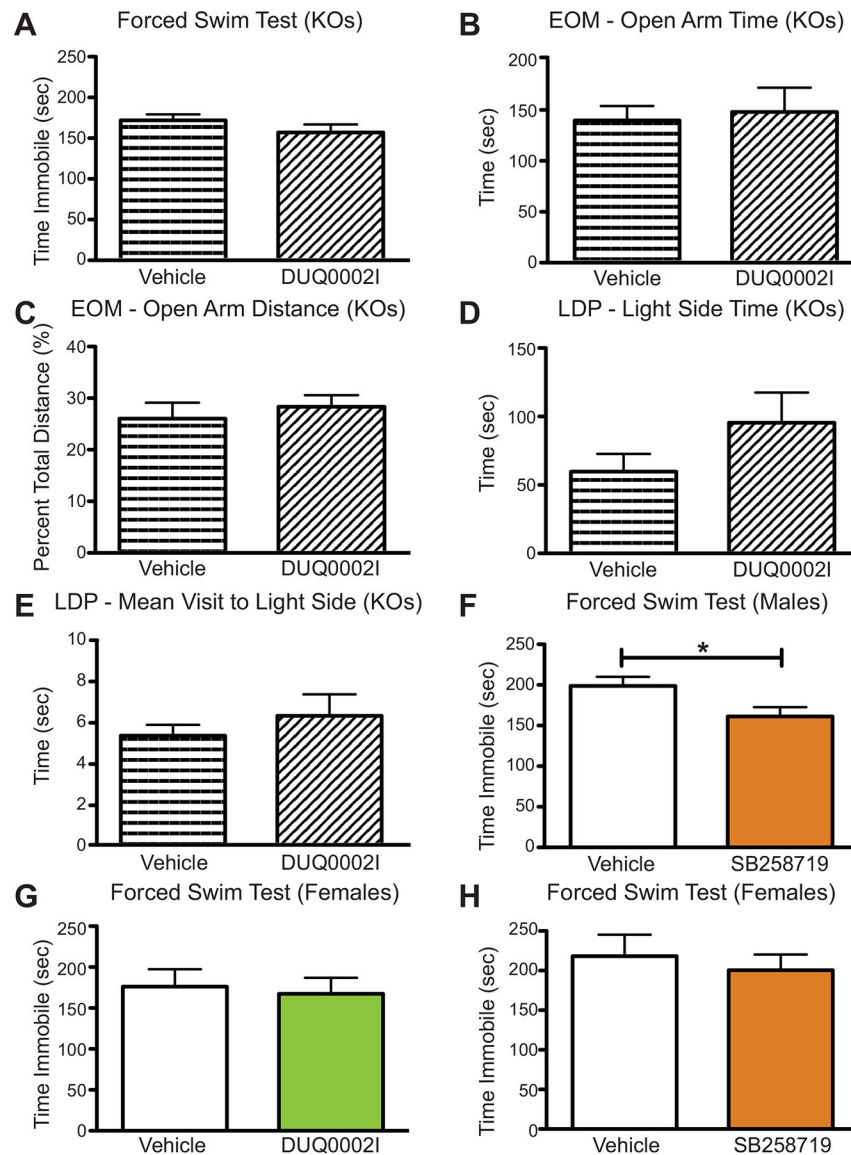 A
Forced Swim Test (KOs)
Time Immobile (sec)
250
200
150
100
50
0
Vehicle
DUQ0002I
B
EOM - Open Arm Time (KOs)
Time (sec)
200
150
100
50
0
Vehicle
DUQ0002I
C
EOM - Open Arm Distance (KOs)
Percent Total Distance (%)
40
30
20
10
0
Vehicle
DUQ0002I
D
LDP - Light Side Time (KOs)
Time (sec)
150
100
50
0
Vehicle
DUQ0002I
E
LDP - Mean Visit to Light Side (KOs)
Time (sec)
10
8
6
4
2
0
Vehicle
DUQ0002I
F
Forced Swim Test (Males)
Time Immobile (sec)
250
200
150
100
50
0
*
Vehicle
SB258719
G
Forced Swim Test (Females)
Time Immobile (sec)
250
200
150
100
50
0
Vehicle
DUQ0002I
H
Forced Swim Test (Females)
Time Immobile (sec)
250
200
150
100
50
0
Vehicle
SB258719